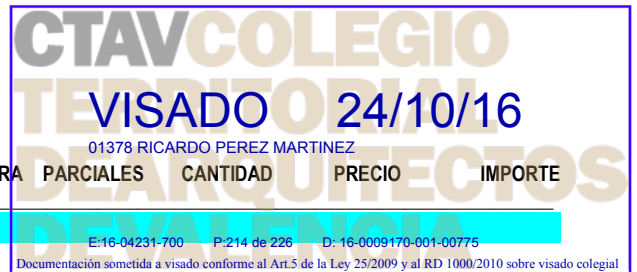 CTAVCOLEGIO
TERRITORIAL
VISADO 24/10/16
01378 RICARDO PEREZ MARTINEZ
DEARQUITECTOS
RA PARCIALES CANTIDAD PRECIO IMPORTE
DEVALENCIA
E:16-04231-700 P:214 de 226 D: 16-0009170-001-00775
Documentación sometida a visado conforme al Art.5 de la Ley 25/2009 y al RD 1000/2010 sobre visado colegial